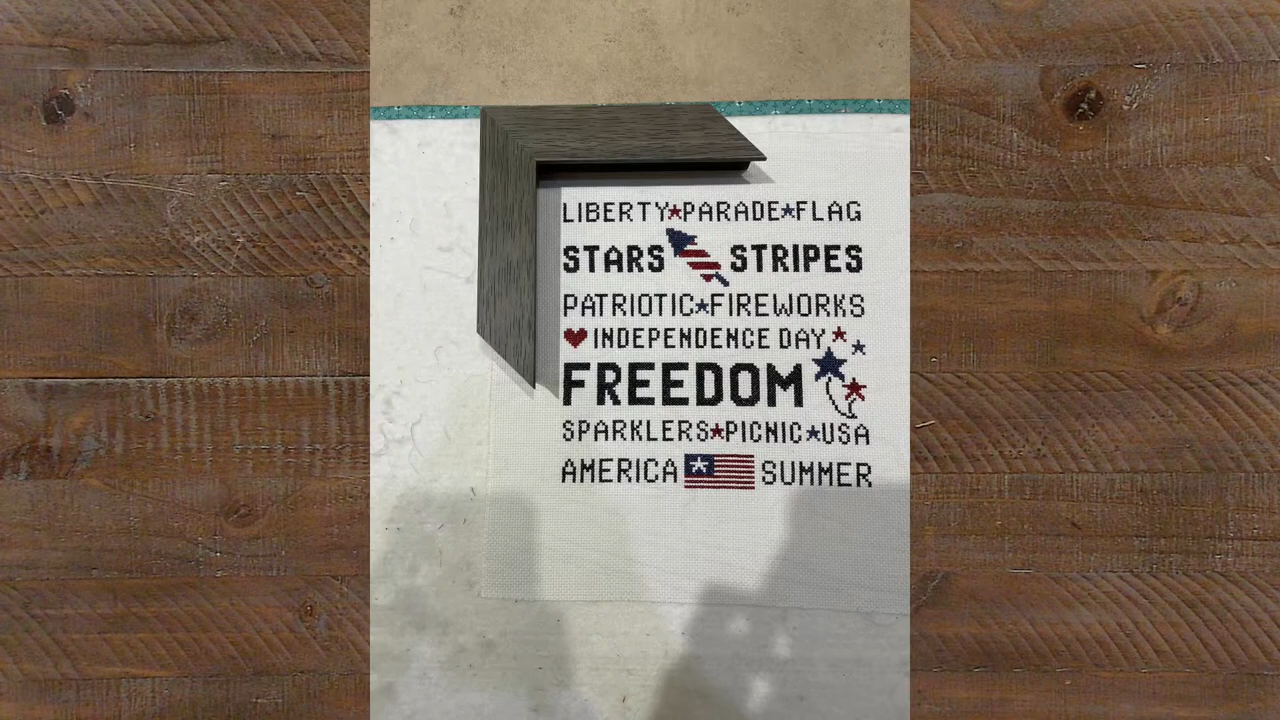 LIBERTY PARADE FLAG
STARS STRIPES
PATRIOTIC FIREWORKS
INDEPENDENCE DAY
FREEDOM
SPARKLERS PICNIC USA
AMERICA SUMMER